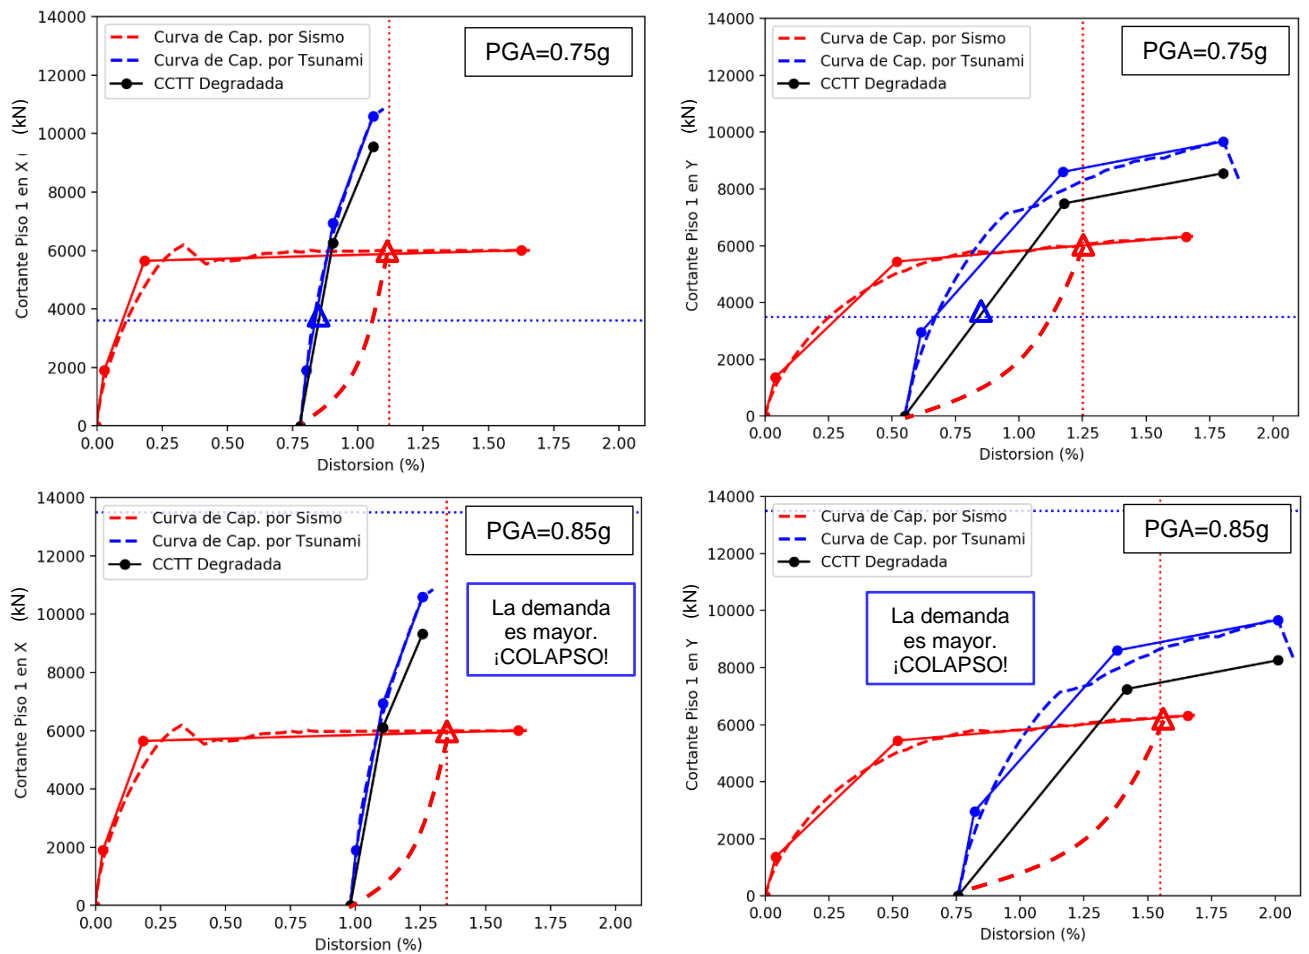 14000
12000
10000
8000
6000
4000
2000
0
Cortante Piso 1 en X (kN)
Curva de Cap. por Sismo
Curva de Cap. por Tsunami
CCTT Degradada
PGA=0.75g
0.00 0.25 0.50 0.75 1.00 1.25 1.50 1.75 2.00
Distorsion (%)
14000
12000
10000
8000
6000
4000
2000
0
Cortante Piso 1 en Y (kN)
Curva de Cap. por Sismo
Curva de Cap. por Tsunami
CCTT Degradada
PGA=0.75g
0.00 0.25 0.50 0.75 1.00 1.25 1.50 1.75 2.00
Distorsion (%)
14000
12000
10000
8000
6000
4000
2000
0
Cortante Piso 1 en X (kN)
Curva de Cap. por Sismo
Curva de Cap. por Tsunami
CCTT Degradada
PGA=0.85g
La demanda
es mayor.
¡COLAPSO!
0.00 0.25 0.50 0.75 1.00 1.25 1.50 1.75 2.00
Distorsion (%)
14000
12000
10000
8000
6000
4000
2000
0
Cortante Piso 1 en Y (kN)
Curva de Cap. por Sismo
Curva de Cap. por Tsunami
CCTT Degradada
PGA=0.85g
La demanda
es mayor.
¡COLAPSO!
0.00 0.25 0.50 0.75 1.00 1.25 1.50 1.75 2.00
Distorsion (%)